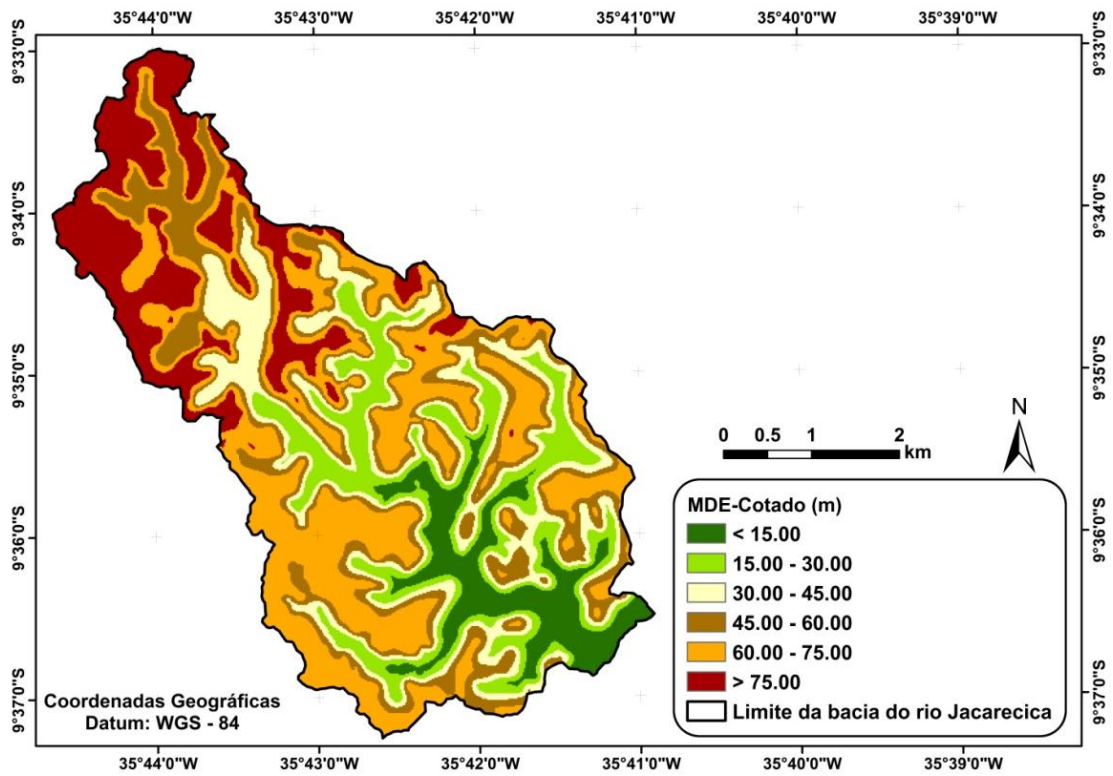 35°44'0"W 35°43'0"W 35°42'0"W 35°41'0"W 35°40'0"W 35°39'0"W
9°33'0"S 9°33'0"S
9°34'0"S 9°34'0"S
9°35'0"S 9°35'0"S
0 0.5 1 2
km
N
MDE-Cotado (m)
< 15.00
15.00 - 30.00
30.00 - 45.00
45.00 - 60.00
60.00 - 75.00
> 75.00
Limite da bacia do rio Jacarecica
9°36'0"S 9°36'0"S
9°37'0"S 9°37'0"S
Coordenadas Geográficas
Datum: WGS - 84
35°44'0"W 35°43'0"W 35°42'0"W 35°41'0"W 35°40'0"W 35°39'0"W